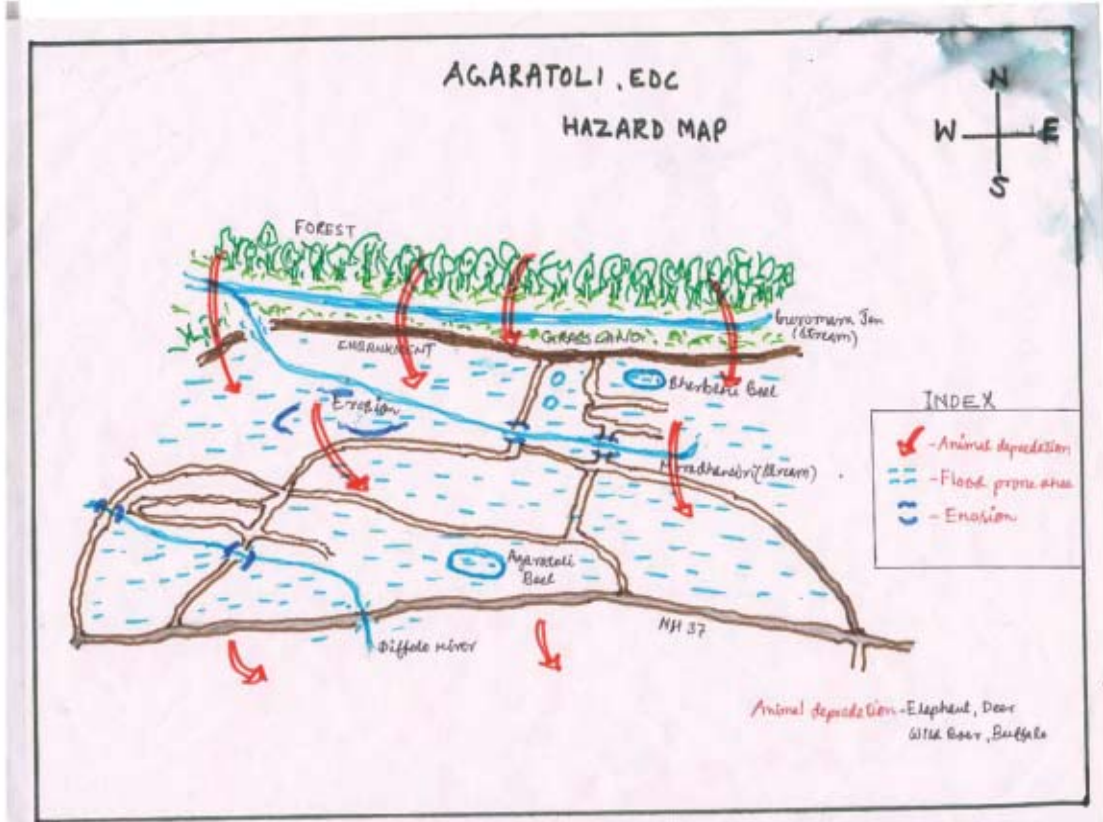 AGARATOLI . EDC
HAZARD MAP
N
W E
S
FOREST
(Stream)
GRASS LAND
EMBANKMENT
Beel
Erosion
(Stream)
Agaratoli
Beel
NH 37
Diffolo river
INDEX
- Animal depredation
- Flood prone area
- Erosion
Animal depredation - Elephant, Deer
Wild Boar, Buffalo